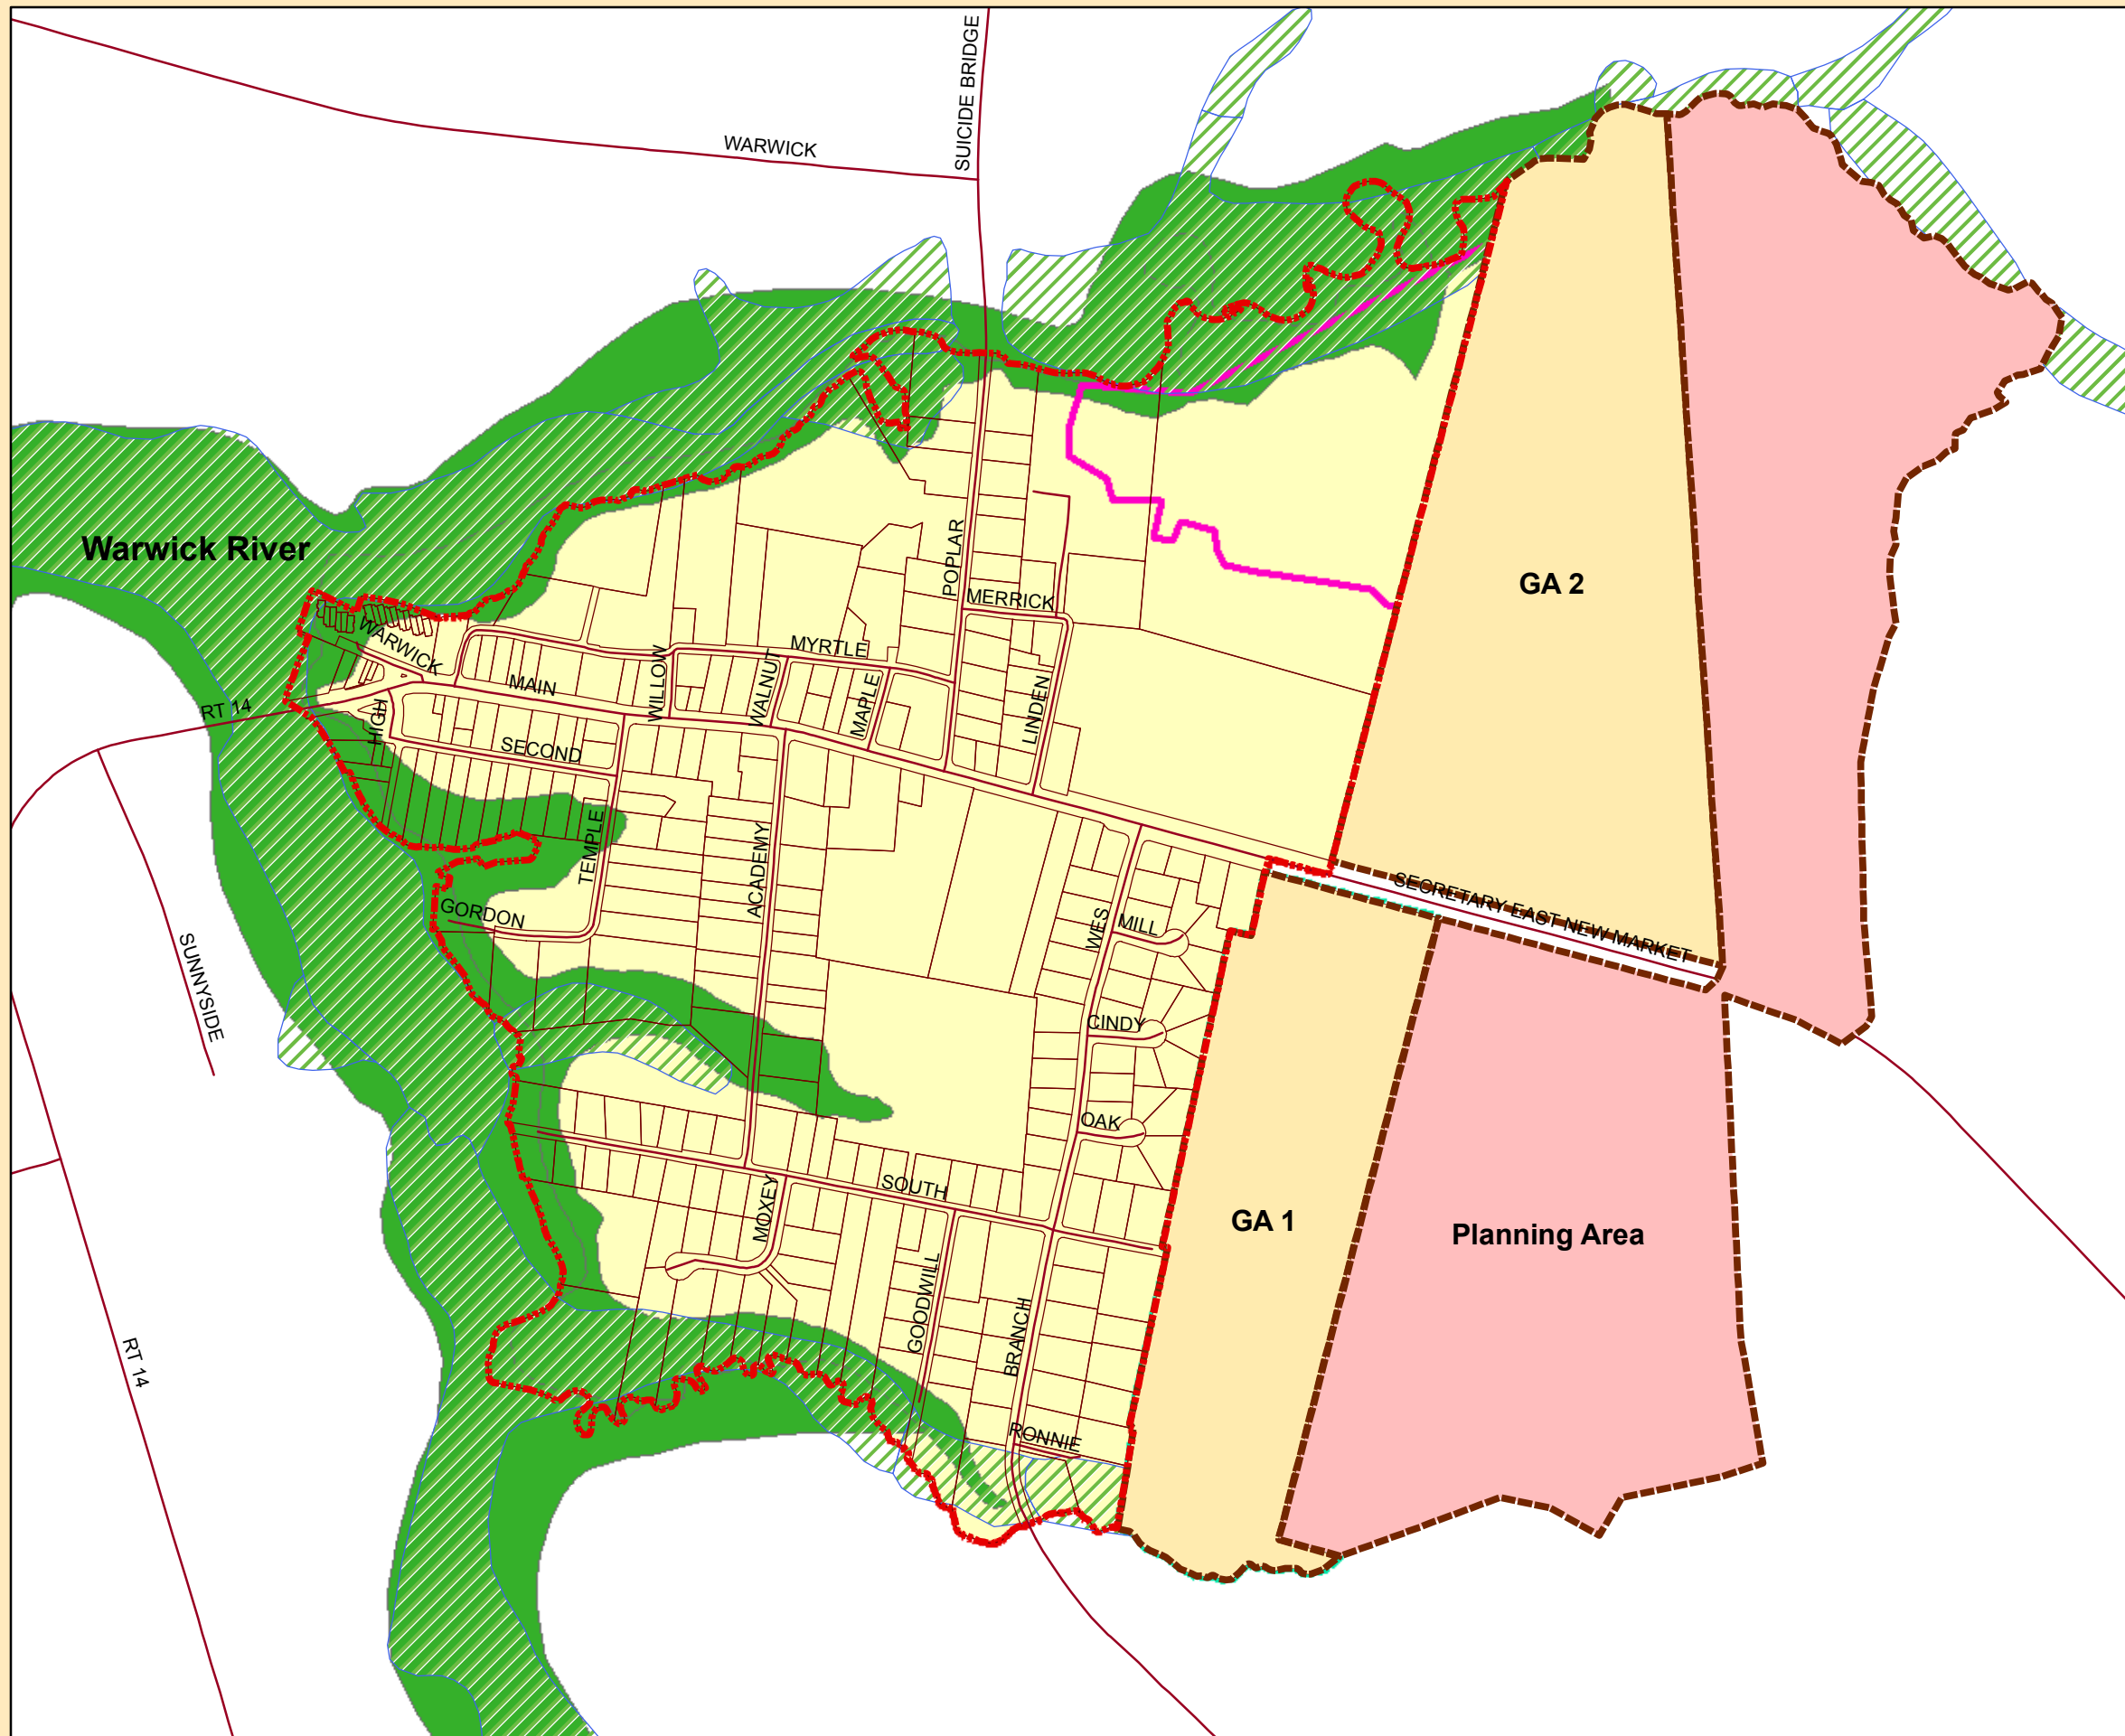 SUICIDE BRIDGE
WARWICK
Warwick River
POPLAR
GA 2
MERRICK
WARWICK
MYRTLE
WILLOW
WALNUT
MAIN
MAPLE
LINDEN
RT 14
HIGH
SECOND
TEMPLE
ACADEMY
SECRETARY EAST NEW MARKET
GORDON
WES
MILL
SUNNYSIDE
CINDY
OAK
SOUTH
MOXEY
GA 1
Planning Area
GOODWILL
BRANCH
RT 14
RONNIE